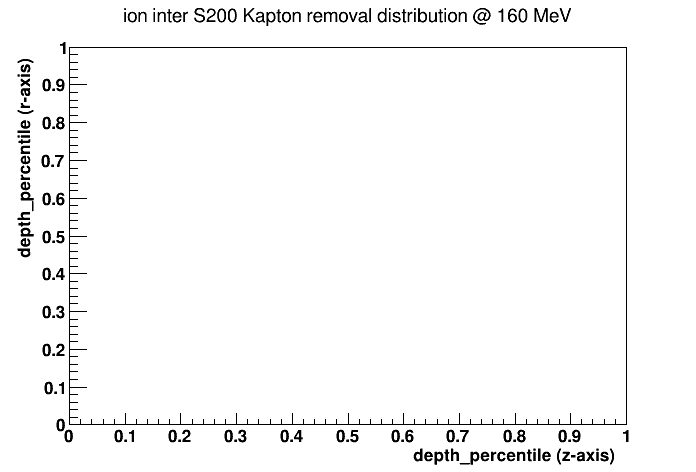 ion inter S200 Kapton removal distribution @ 160 MeV
depth_percentile (r-axis)
1
0.9
0.8
0.7
0.6
0.5
0.4
0.3
0.2
0.1
0
0 0.1 0.2 0.3 0.4 0.5 0.6 0.7 0.8 0.9 1
depth_percentile (z-axis)